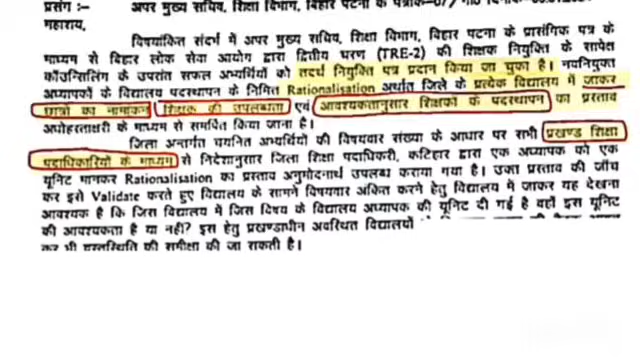 प्रसंग :– अपर मुख्य सचिव, शिक्षा विभाग, बिहार पटना के पत्रांक–
महाशय,
विषयांकित संदर्भ में अपर मुख्य सचिव, शिक्षा विभाग, बिहार, पटना के प्रासंगिक पत्र के
माध्यम से बिहार लोक सेवा आयोग द्वारा द्वितीय चरण (TRE-2) की शिक्षक नियुक्ति के सापेक्ष
काँउन्सिलिंग के उपरांत सफल अभ्यर्थियों को तदर्थ नियुक्ति पत्र प्रदान किया जा चुका है। नवनियुक्त
अध्यापकों के विद्यालय पदस्थापन के निमित Rationalisation अर्थात जिले के प्रत्येक विद्यालय में जाकर
छात्रों का नामांकन शिक्षक की उपलब्धता एवं आवश्यकतानुसार शिक्षकों के पदस्थापन का प्रस्ताव
अधोहस्ताक्षरी के माध्यम से समर्पित किया जाना है।
जिला अन्तर्गत चयनित अभ्यर्थियों की विषयवार संख्या के आधार पर सभी प्रखण्ड शिक्षा
पदाधिकारियों के माध्यम से निदेशानुसार जिला शिक्षा पदाधिकरी, कटिहार द्वारा एक अध्यापक को एक
यूनिट मानकर Rationalisation का प्रस्ताव अनुमोदनार्थ उपलब्ध कराया गया है। उक्त प्रस्ताव की जाँच
कर इसे Validate करते हुए विद्यालय के सामने विषयवार अंकित करने हेतु विद्यालय में जाकर यह देखना
आवश्यक है कि जिस विद्यालय में जिस विषय के विद्यालय अध्यापक की यूनिट दी गई है वहाँ इस यूनिट
की आवश्यकता है या नही? इस हेतु प्रखण्डाधीन अवस्थित विद्यालयों
कर भी वस्तुस्थिति की समीक्षा की जा सकती है।